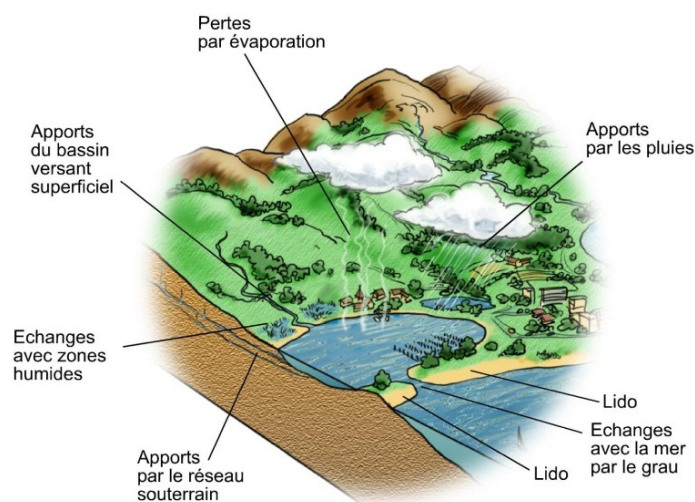 Pertes
par évaporation
Apports
du bassin
versant
superficiel
Apports
par les pluies
Echanges
avec zones
humides
Lido
Echanges
avec la mer
par le grau
Lido
Apports
par le réseau
souterrain